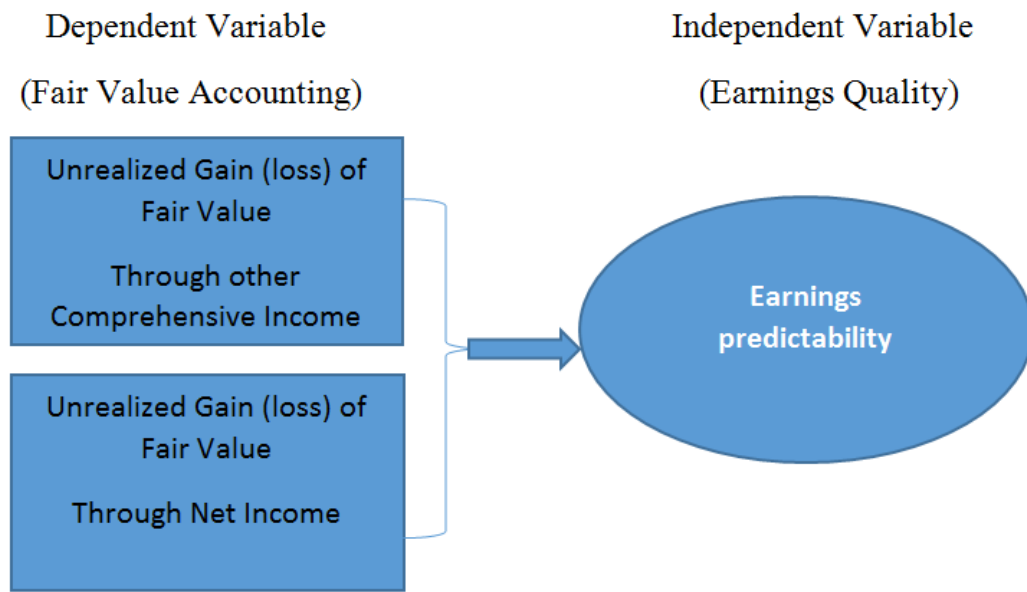 Dependent Variable
(Fair Value Accounting)
Unrealized Gain (loss) of
Fair Value
Through other
Comprehensive Income
Unrealized Gain (loss) of
Fair Value
Through Net Income
Independent Variable
(Earnings Quality)
Earnings
predictability